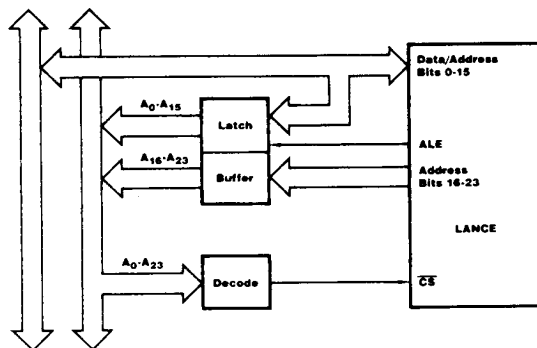 Data/Address
Bits 0-15
A0-A15
Latch
ALE
A16-A23
Buffer
Address
Bits 16-23
LANCE
A0-A23
Decode
CS